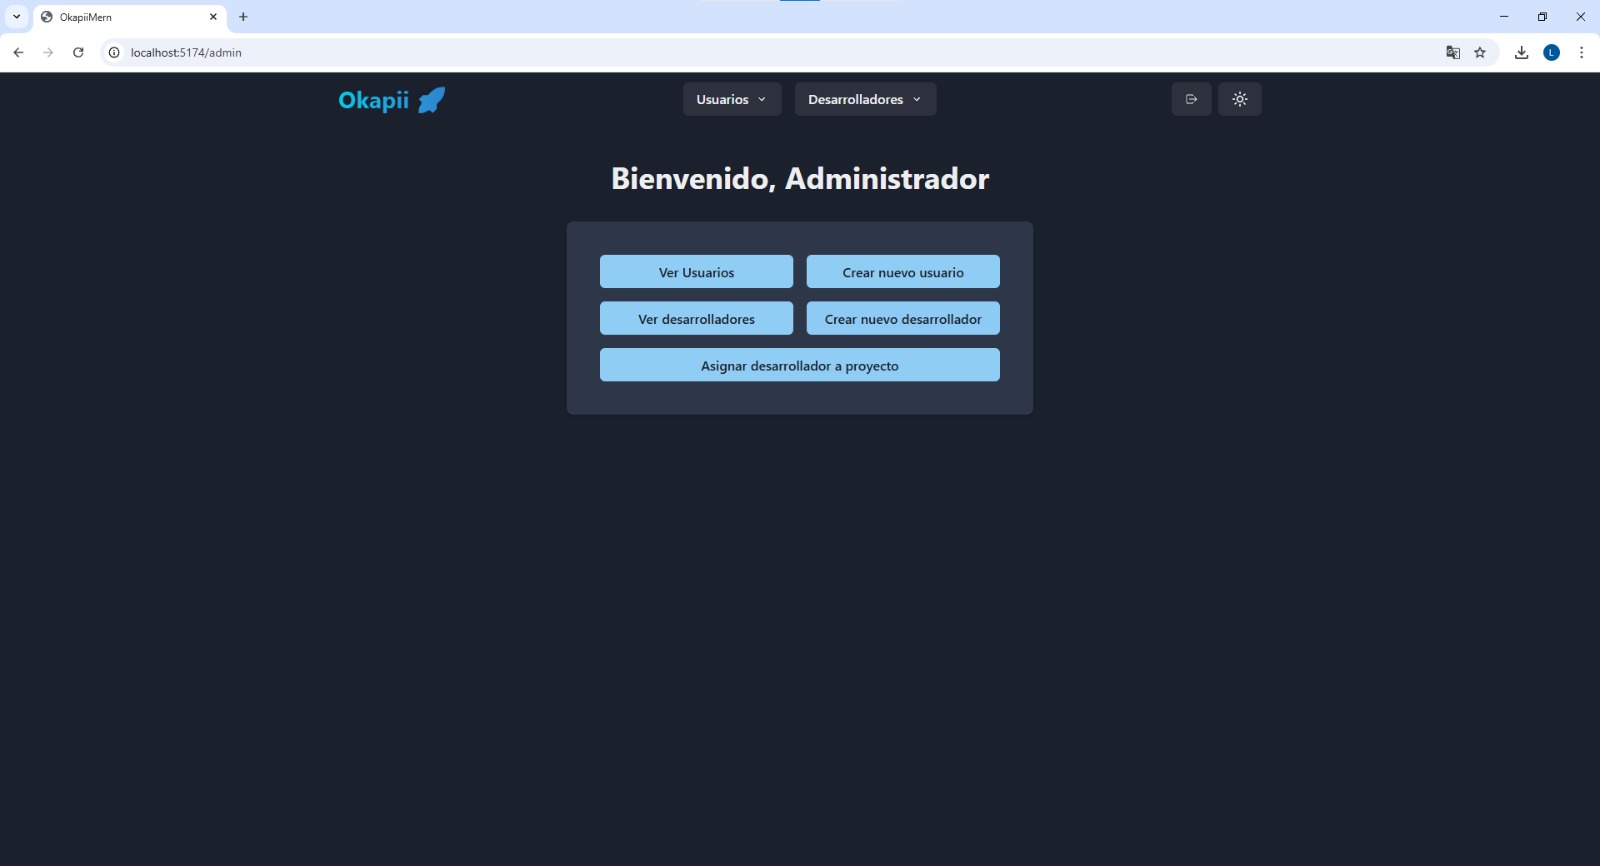 OkapiiMern
localhost:5174/admin
L
Okapii
Usuarios
Desarrolladores
Bienvenido, Administrador
Ver Usuarios
Crear nuevo usuario
Ver desarrolladores
Crear nuevo desarrollador
Asignar desarrollador a proyecto